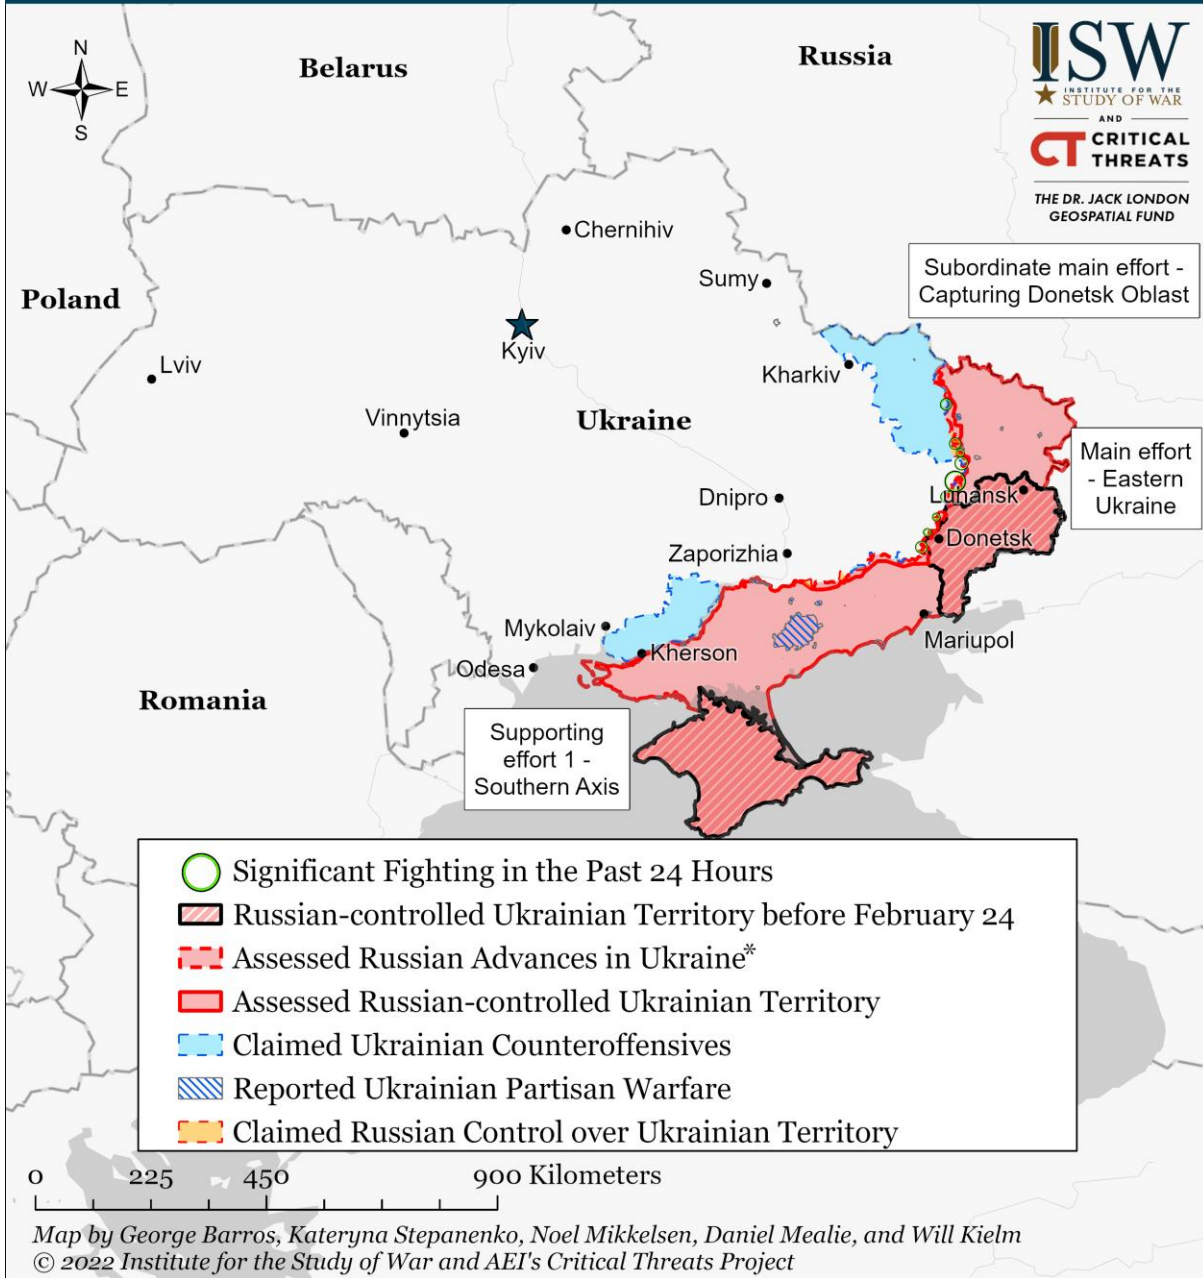 N
W
E
S
Belarus
Russia
ISW
INSTITUTE FOR THE
STUDY OF WAR
AND
CT CRITICAL
THREATS
THE DR. JACK LONDON
GEOSPATIAL FUND
Chernihiv
Sumy
Subordinate main effort -
Capturing Donetsk Oblast
Poland
Kyiv
Lviv
Kharkiv
Vinnytsia
Ukraine
Main effort
- Eastern
Ukraine
Dnipro
Luhansk
Donetsk
Zaporizhia
Mykolaiv
Kherson
Mariupol
Odesa
Romania
Supporting
effort 1 -
Southern Axis
Significant Fighting in the Past 24 Hours
Russian-controlled Ukrainian Territory before February 24
Assessed Russian Advances in Ukraine*
Assessed Russian-controlled Ukrainian Territory
Claimed Ukrainian Counteroffensives
Reported Ukrainian Partisan Warfare
Claimed Russian Control over Ukrainian Territory
0 225 450 900 Kilometers
Map by George Barros, Kateryna Stepanenko, Noel Mikkelsen, Daniel Mealie, and Will Kielm
© 2022 Institute for the Study of War and AEI's Critical Threats Project